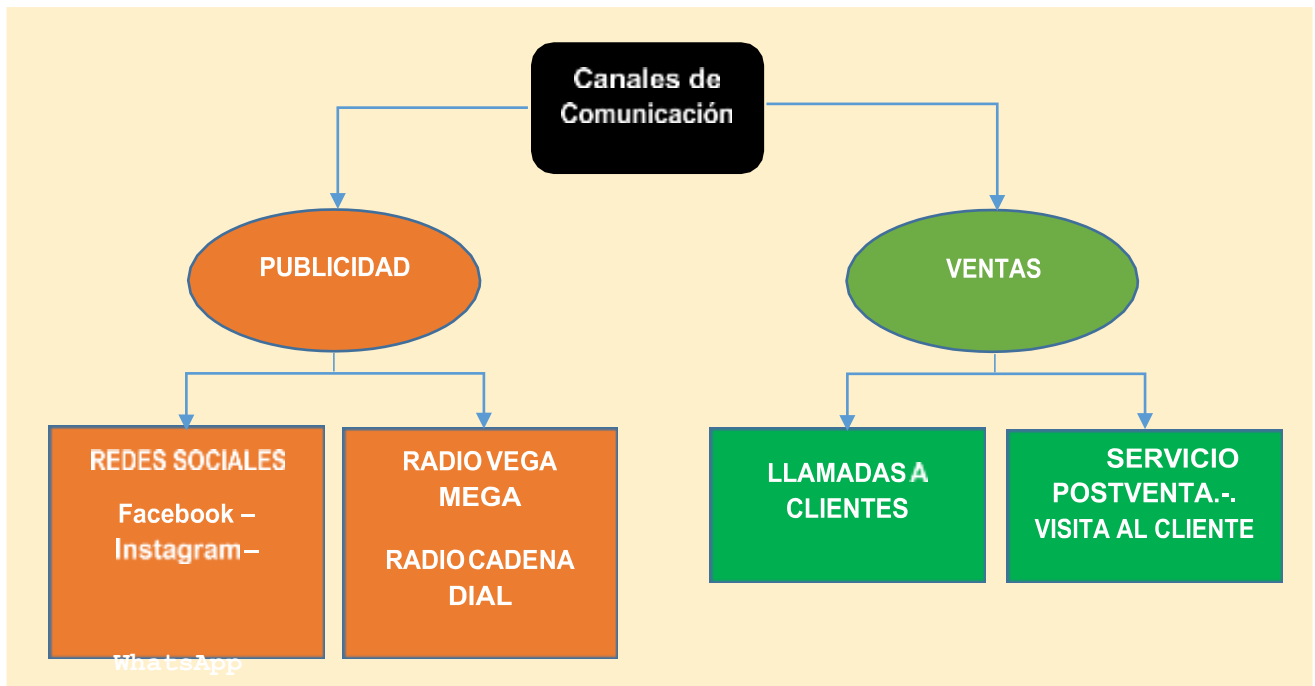 Canales de
Comunicación
PUBLICIDAD
VENTAS
REDES SOCIALES
Facebook –
Instagram –
WhatsApp
RADIO VEGA
MEGA
RADIO CADENA
DIAL
LLAMADAS A
CLIENTES
SERVICIO
POSTVENTA.-.
VISITA AL CLIENTE